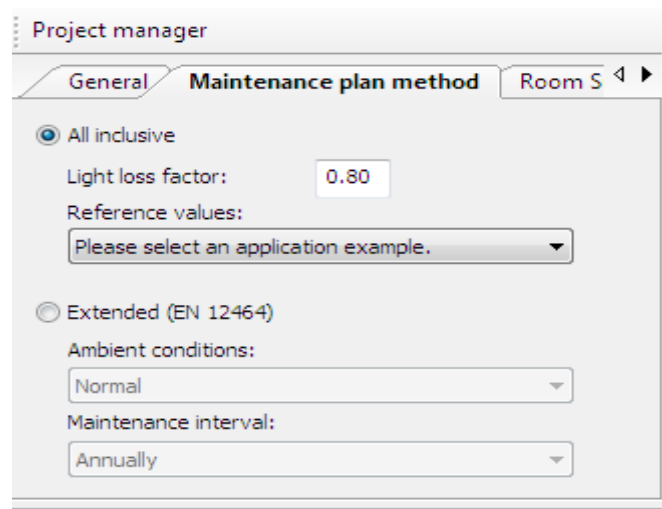 Project manager
General Maintenance plan method Room S
All inclusive
Light loss factor: 0.80
Reference values:
Please select an application example.
Extended (EN 12464)
Ambient conditions:
Normal
Maintenance interval:
Annually